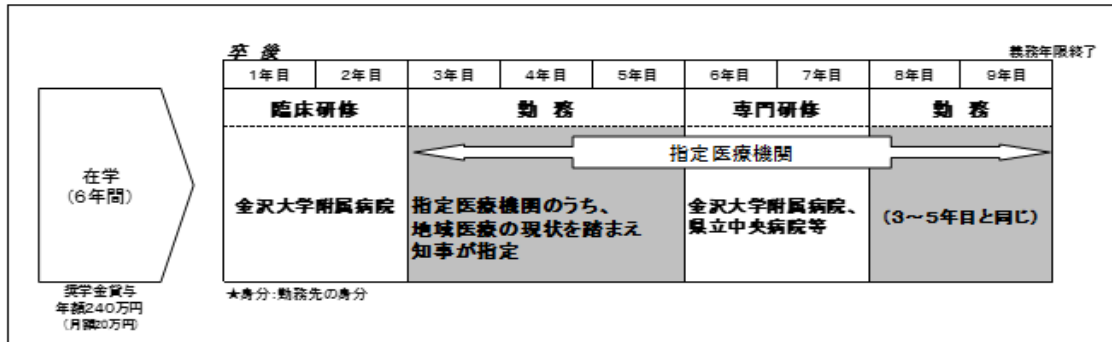 卒 後
義務年限終了
1年目 2年目 3年目 4年目 5年目 6年目 7年目 8年目 9年目
臨床研修 勤 務 専門研修 勤 務
指定医療機関
在学
(6年間)
金沢大学附属病院
指定医療機関のうち、
地域医療の現状を踏まえ
知事が指定
金沢大学附属病院、
県立中央病院等
(3～5年目と同じ)
奨学金貸与
年額240万円
(月額20万円)
★身分:勤務先の身分